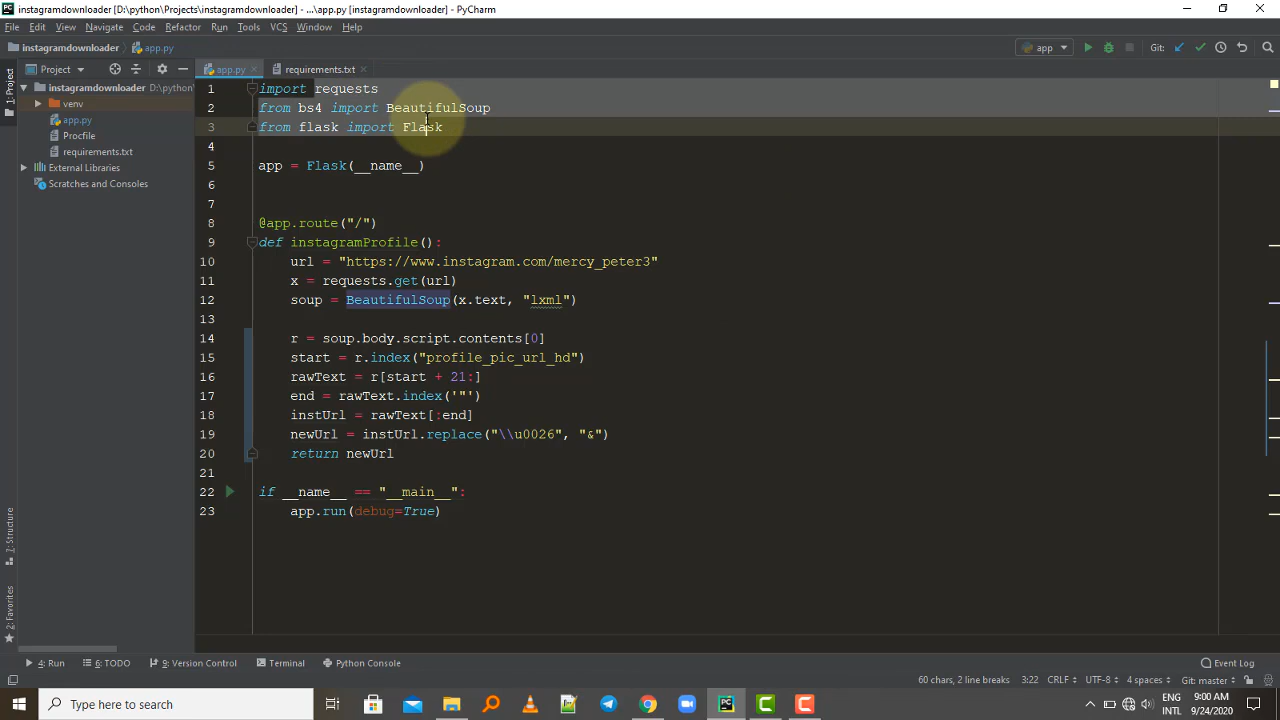 instagramdownloader [D:\python\Projects\instagramdownloader] - ...\app.py [instagramdownloader] - PyCharm
File Edit View Navigate Code Refactor Run Tools VCS Window Help
instagramdownloader app.py app Git:
1: Project
Project app.py requirements.txt
instagramdownloader D:\python\
venv
app.py
Procfile
requirements.txt
External Libraries
Scratches and Consoles
1 import requests
2 from bs4 import BeautifulSoup
3 from flask import Flask
4
5 app = Flask(__name__)
6
7
8 @app.route("/")
9 def instagramProfile():
10 url = "https://www.instagram.com/mercy_peter3"
11 x = requests.get(url)
12 soup = BeautifulSoup(x.text, "lxml")
13
14 r = soup.body.script.contents[0]
15 start = r.index("profile_pic_url_hd")
16 rawText = r[start + 21:]
17 end = rawText.index('"')
18 instUrl = rawText[:end]
19 newUrl = instUrl.replace("\\u0026", "&")
20 return newUrl
21
22 if __name__ == "__main__":
23 app.run(debug=True)
7: Structure
2: Favorites
4: Run 6: TODO 9: Version Control Terminal Python Console Event Log
60 chars, 2 line breaks 3:22 CRLF UTF-8 4 spaces Git: master
Type here to search ENG 9:00 AM
INTL 9/24/2020